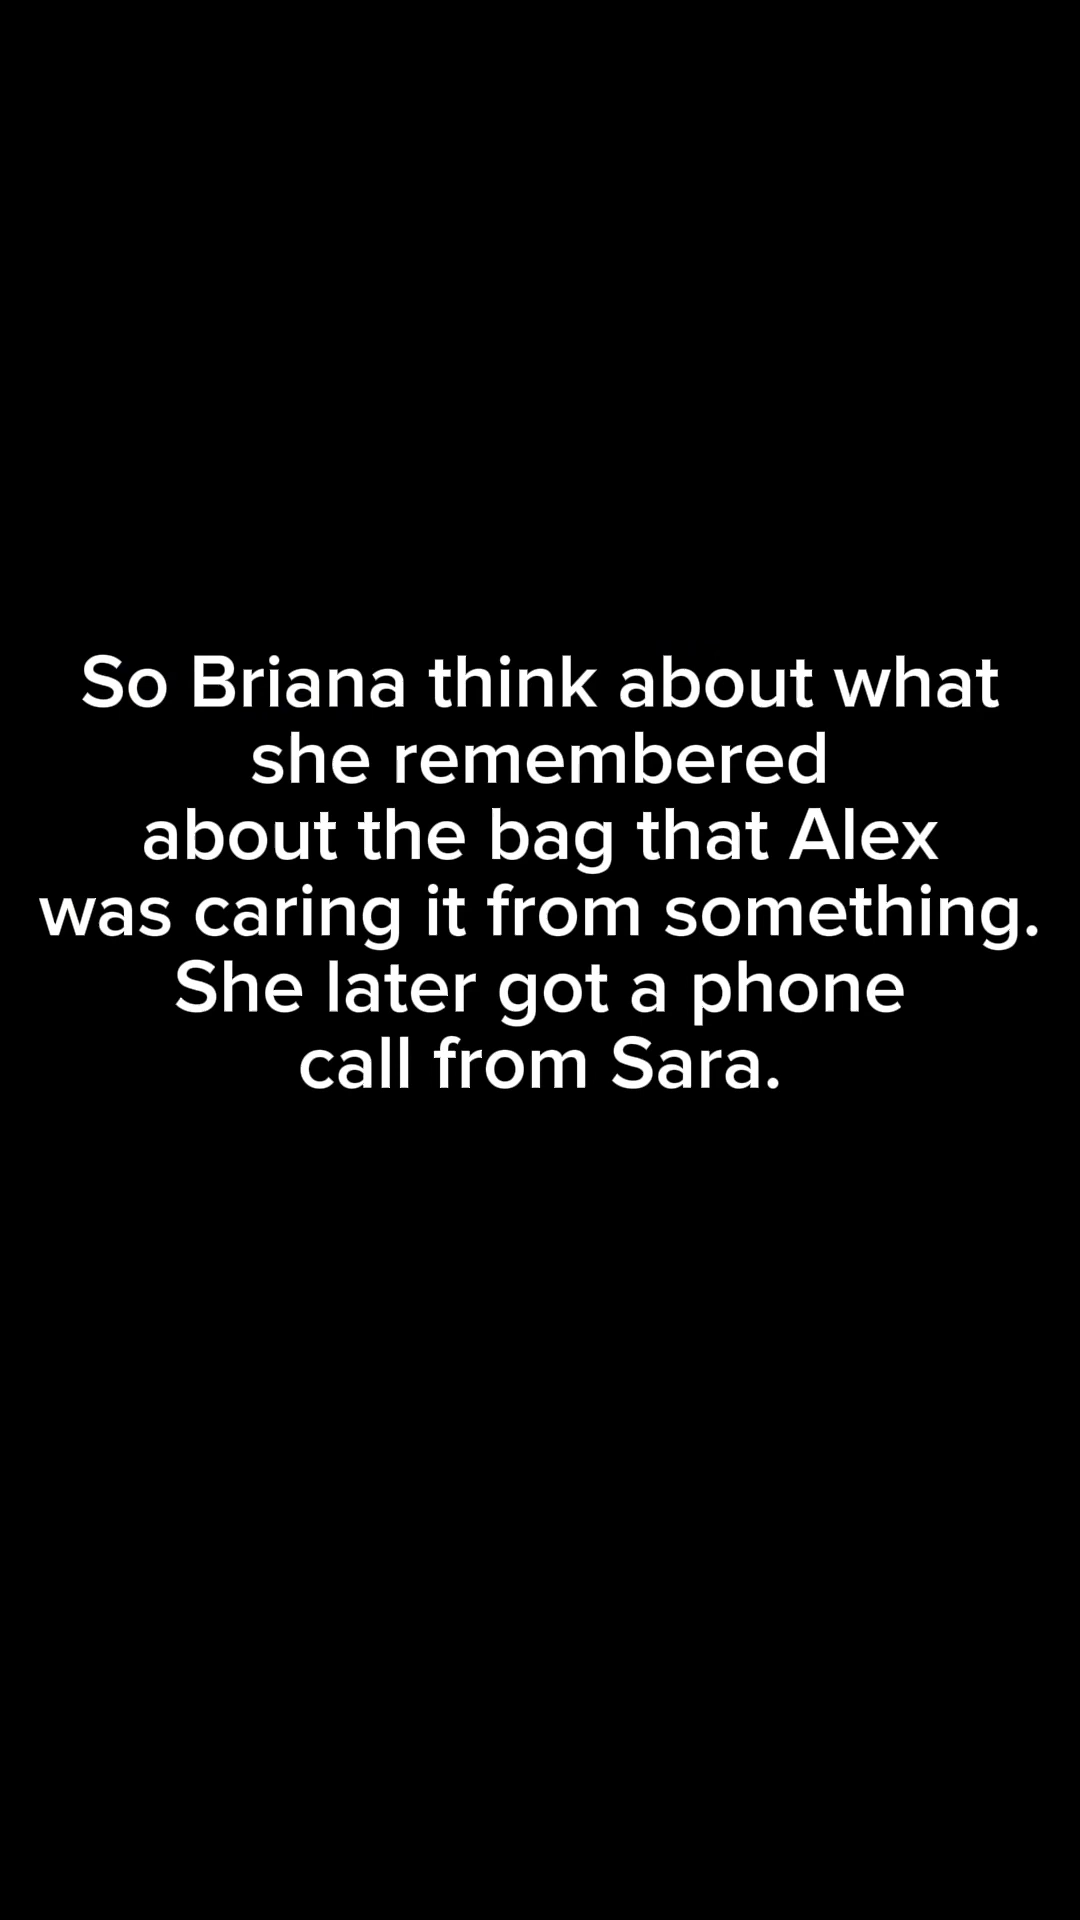 So Briana think about what
she remembered
about the bag that Alex
was caring it from something.
She later got a phone
call from Sara.